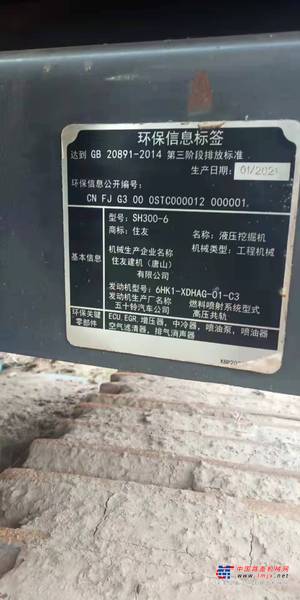 环保信息标签
达到 GB 20891-2014 第三阶段排放标准
生产日期: 01/2021
环保信息公开编号:
CN FJ G3 00 0STC000012 000001
基本信息
型号: SH300-6
商标: 住友
名称: 液压挖掘机
机械生产企业名称
住友建机（唐山）
有限公司
机械类型: 工程机械
发动机型号: 6HK1-XDHAG-01-C3
发动机生产厂名称
五十铃汽车公司
燃料喷射系统型式
高压共轨
环保关键
零部件
ECU,EGR,增压器, 中冷器, 喷油泵, 喷油器
空气滤清器, 排气消声器
中国路面机械网
www.lmjx.net